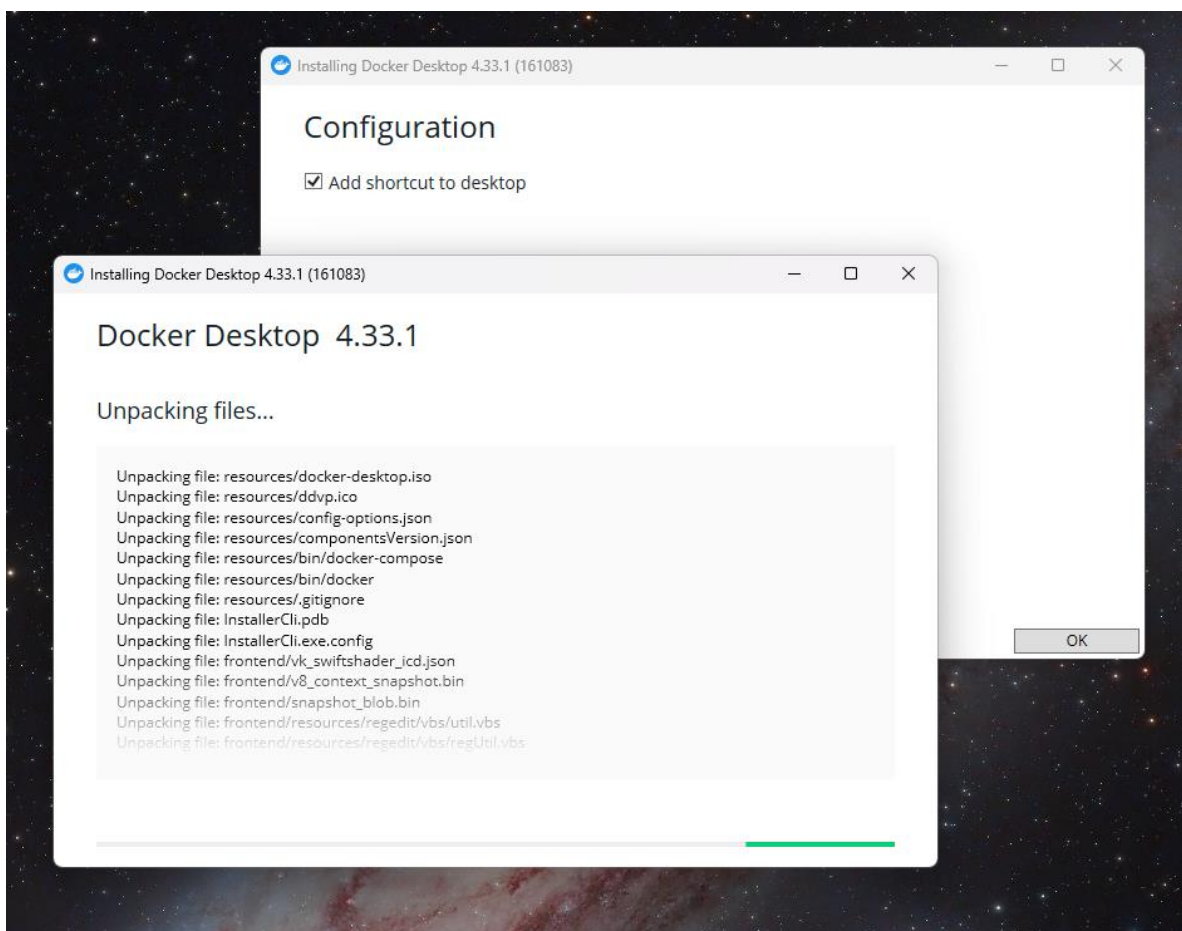 Installing Docker Desktop 4.33.1 (161083)
Configuration
Add shortcut to desktop
OK
Installing Docker Desktop 4.33.1 (161083)
Docker Desktop 4.33.1
Unpacking files...
Unpacking file: resources/docker-desktop.iso
Unpacking file: resources/ddvp.ico
Unpacking file: resources/config-options.json
Unpacking file: resources/componentsVersion.json
Unpacking file: resources/bin/docker-compose
Unpacking file: resources/bin/docker
Unpacking file: resources/.gitignore
Unpacking file: InstallerCli.pdb
Unpacking file: InstallerCli.exe.config
Unpacking file: frontend/vk_swiftshader_icd.json
Unpacking file: frontend/v8_context_snapshot.bin
Unpacking file: frontend/snapshot_blob.bin
Unpacking file: frontend/resources/regedit/vbs/util.vbs
Unpacking file: frontend/resources/regedit/vbs/regUtil.vbs